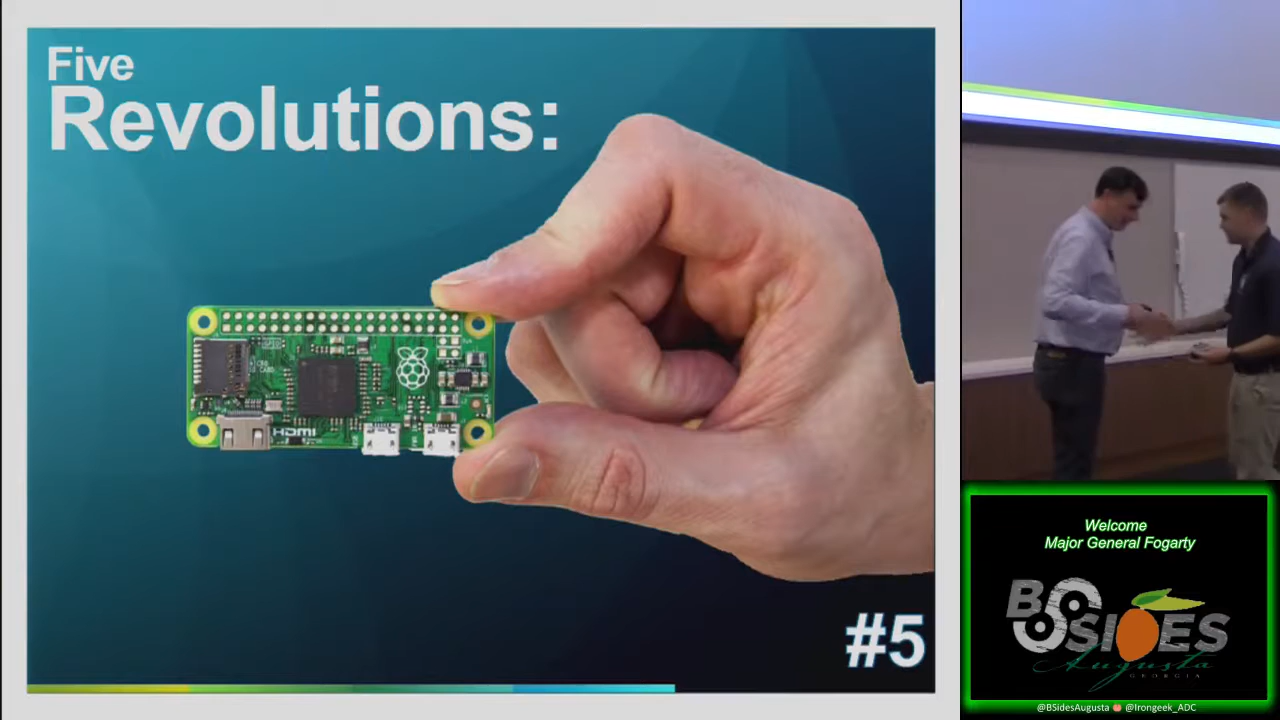 Five
Revolutions:
HDMI
#5
Welcome
Major General Fogarty
BSIDES
Augusta
GEORGIA
@BSidesAugusta @Irongeek_ADC